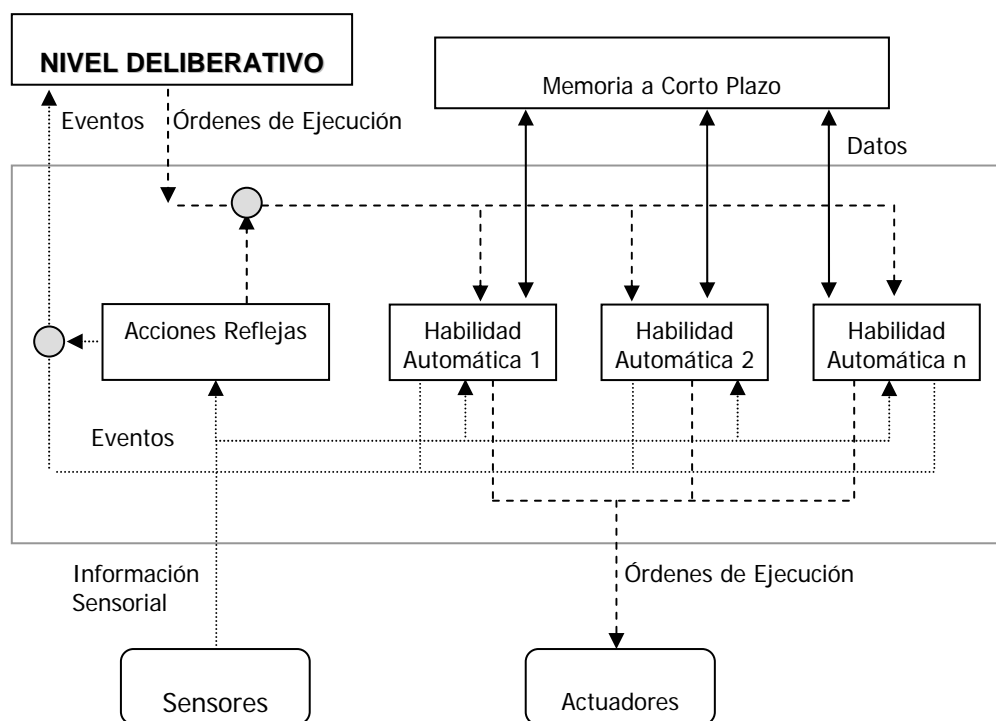 NIVEL DELIBERATIVO
Memoria a Corto Plazo
Eventos
Órdenes de Ejecución
Datos
Acciones Reflejas
Habilidad
Automática 1
Habilidad
Automática 2
Habilidad
Automática n
Eventos
Información
Sensorial
Órdenes de Ejecución
Sensores
Actuadores